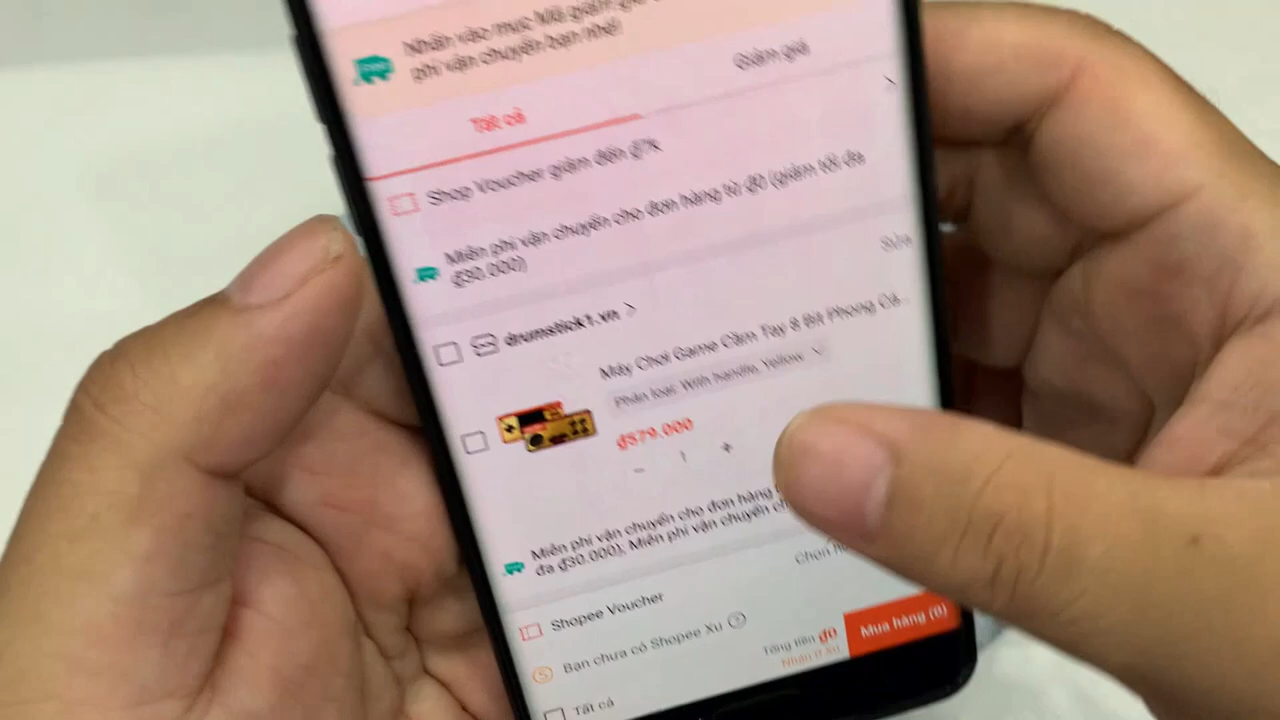 Nhấn vào mục Mã giảm giá
phí vận chuyển bạn nhé!
Tất cả
Giảm giá
Shop Voucher giảm đến ₫7k
Miễn phí vận chuyển cho đơn hàng từ ₫0 (giảm tối đa
₫30.000)
Sửa
drumstick1.vn
Máy Chơi Game Cầm Tay 8 Bit Phong Cá...
Phân loại: With handle, Yellow
₫579.000
- 1 +
Miễn phí vận chuyển cho đơn hàng
đa ₫30.000); Miễn phí vận chuyển
Shopee Voucher
Chọn
Bạn chưa có Shopee Xu
Tất cả
Tổng tiền ₫0
Nhận 0 Xu
Mua hàng (0)